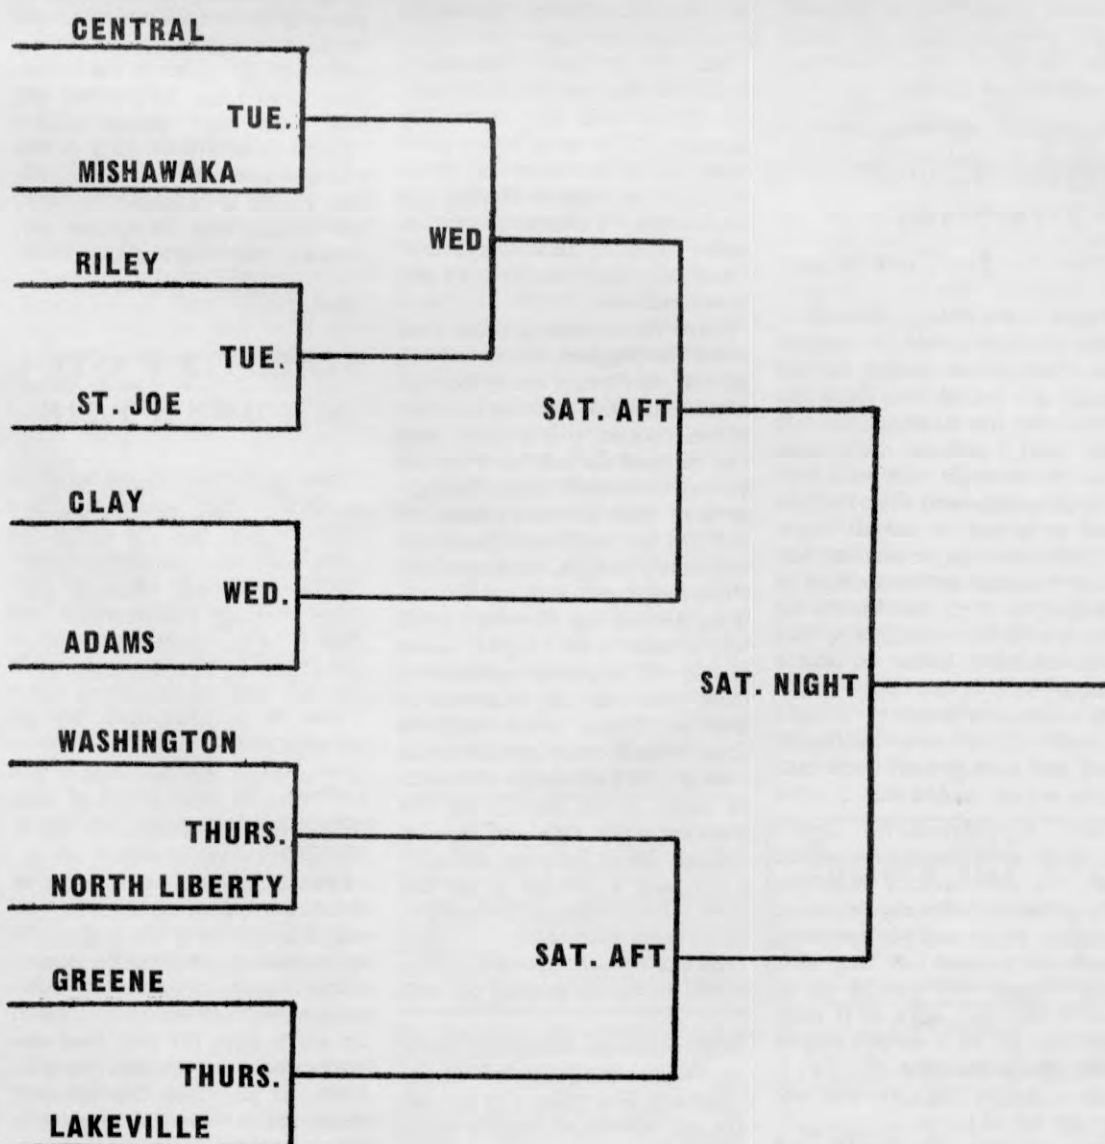 CENTRAL
TUE.
MISHAWAKA
WED
RILEY
TUE.
ST. JOE
SAT. AFT
CLAY
WED.
ADAMS
SAT. NIGHT
WASHINGTON
THURS.
NORTH LIBERTY
SAT. AFT
GREENE
THURS.
LAKEVILLE